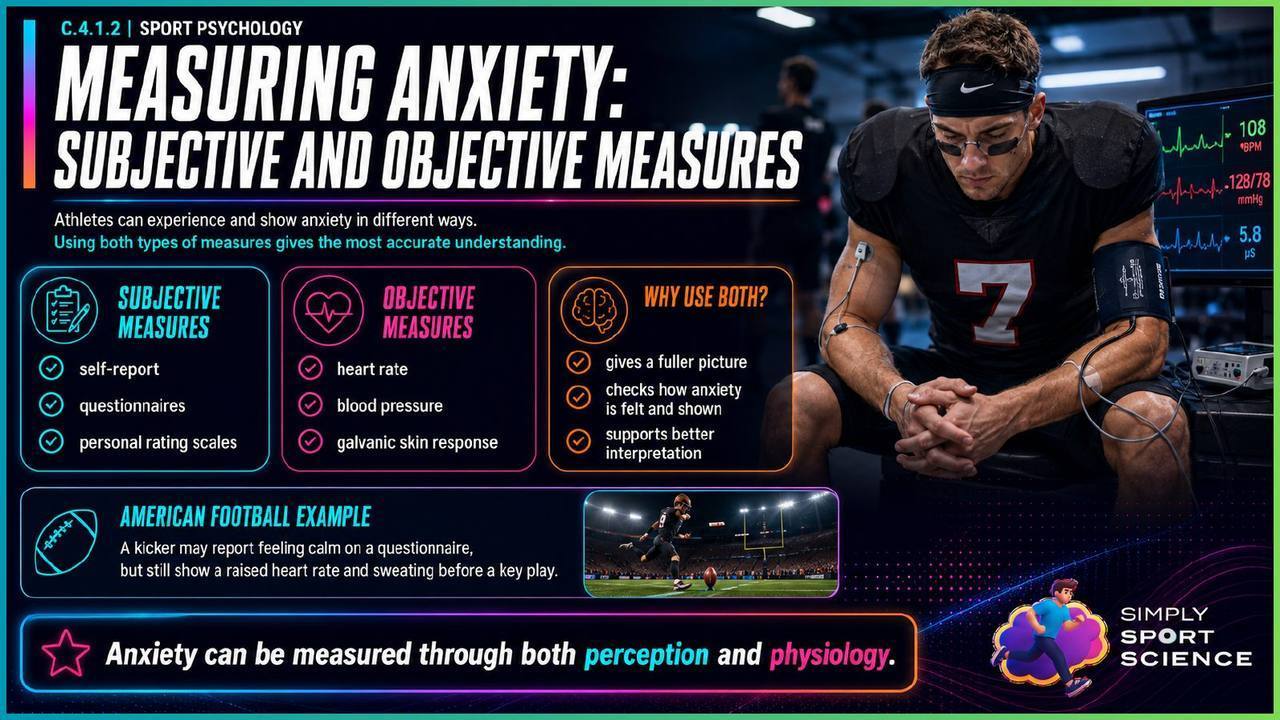 C.4.1.2 | SPORT PSYCHOLOGY
MEASURING ANXIETY:
SUBJECTIVE AND OBJECTIVE MEASURES
Athletes can experience and show anxiety in different ways.
Using both types of measures gives the most accurate understanding.
SUBJECTIVE
MEASURES
self-report
questionnaires
personal rating scales
OBJECTIVE
MEASURES
heart rate
blood pressure
galvanic skin response
WHY USE BOTH?
gives a fuller picture
checks how anxiety
is felt and shown
supports better
interpretation
7
108
BPM
128/78
mmHg
5.8
µS
AMERICAN FOOTBALL EXAMPLE
A kicker may report feeling calm on a questionnaire,
but still show a raised heart rate and sweating before a key play.
9
Anxiety can be measured through both perception and physiology.
SIMPLY
SPORT
SCIENCE